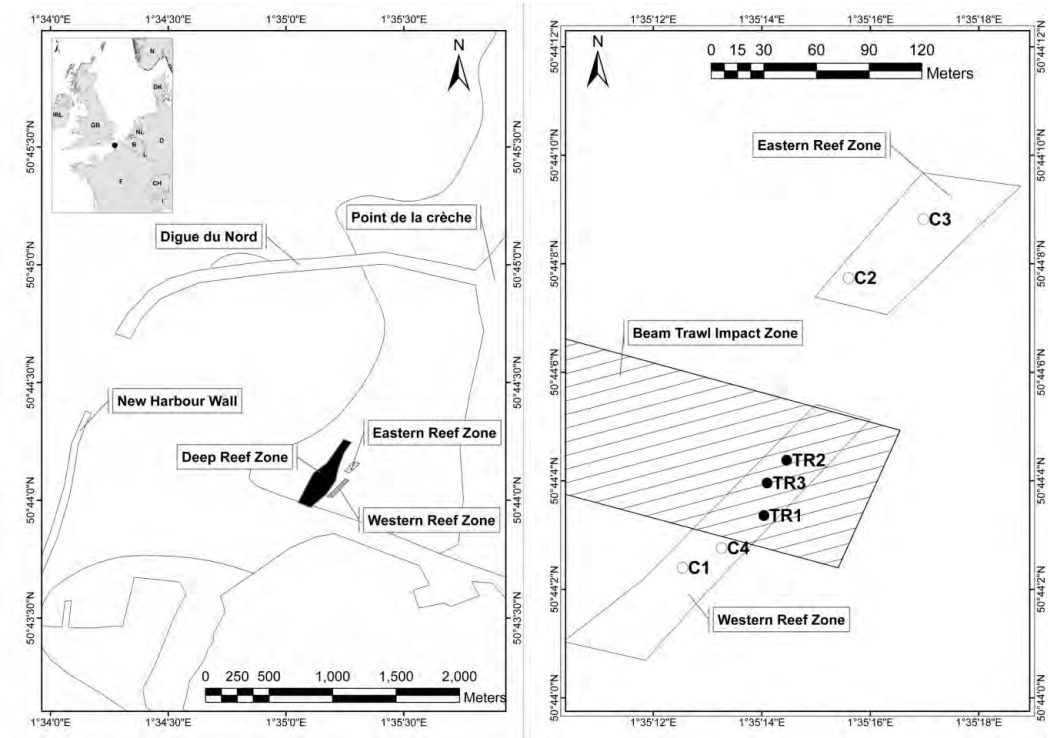 1°34'0"E
1°34'30"E
1°35'0"E
1°35'30"E
N
N
DK
IRL
GB
NL
B
D
L
F
CH
I
50°45'30"N
50°45'30"N
Point de la crèche
Digue du Nord
50°45'0"N
50°45'0"N
50°44'30"N
50°44'30"N
New Harbour Wall
Eastern Reef Zone
Deep Reef Zone
50°44'0"N
50°44'0"N
Western Reef Zone
50°43'30"N
50°43'30"N
0 250 500 1,000 1,500 2,000
Meters
1°34'0"E
1°34'30"E
1°35'0"E
1°35'30"E
1°35'12"E
1°35'14"E
1°35'16"E
1°35'18"E
50°44'12"N
50°44'12"N
N
0 15 30 60 90 120
Meters
Eastern Reef Zone
50°44'10"N
50°44'10"N
C3
50°44'8"N
50°44'8"N
C2
Beam Trawl Impact Zone
50°44'6"N
50°44'6"N
TR2
50°44'4"N
50°44'4"N
TR3
TR1
C4
C1
50°44'2"N
50°44'2"N
Western Reef Zone
50°44'0"N
50°44'0"N
1°35'12"E
1°35'14"E
1°35'16"E
1°35'18"E